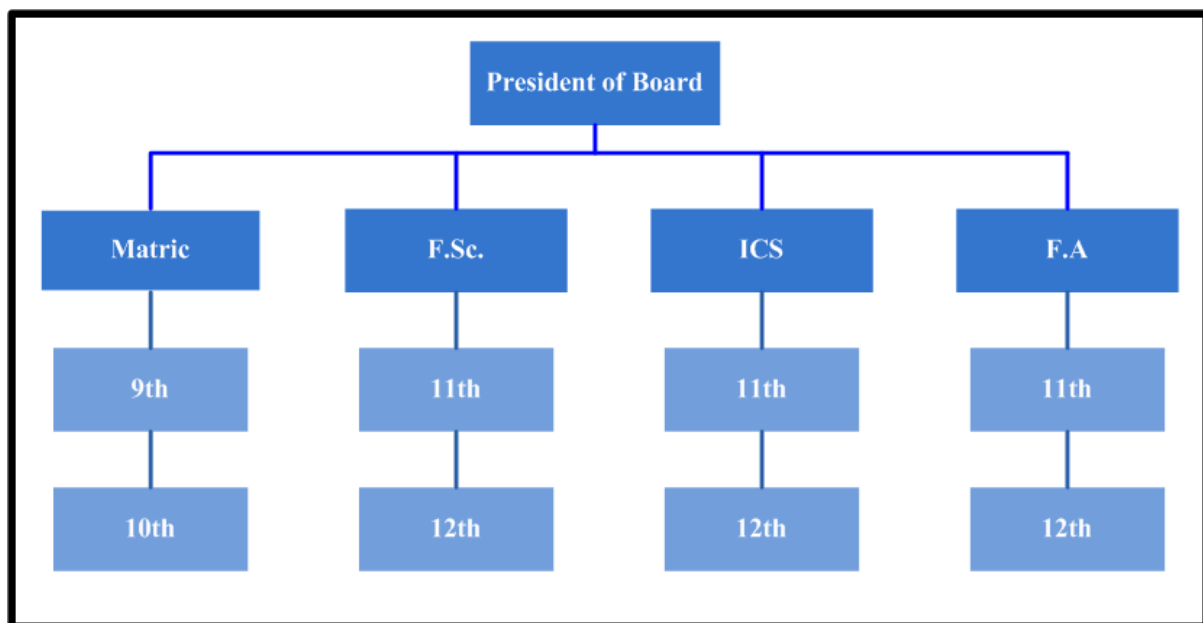 President of Board
Matric
F.Sc.
ICS
F.A
9th
11th
11th
11th
10th
12th
12th
12th